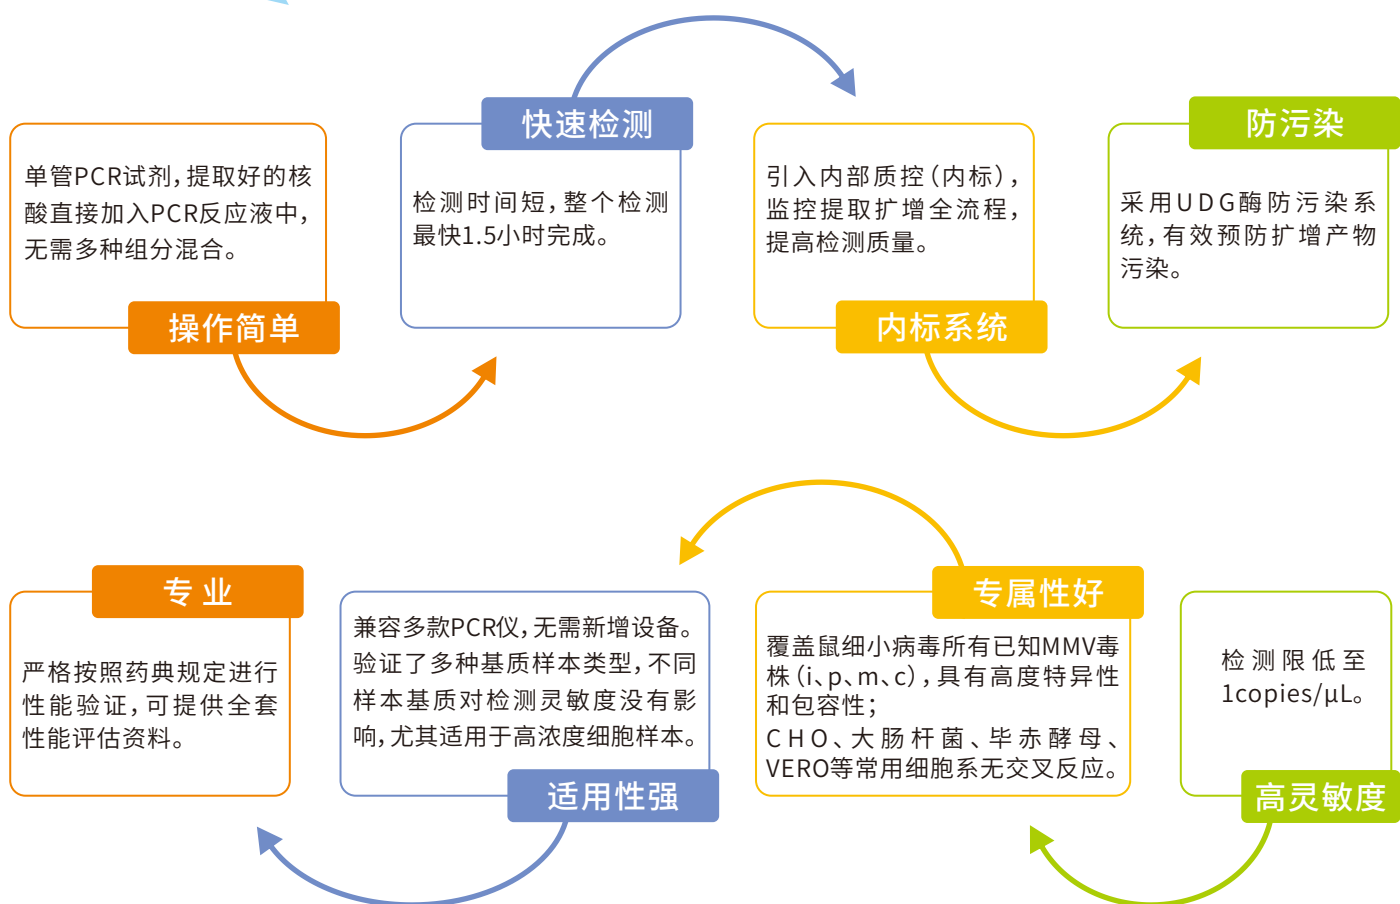 单管PCR试剂，提取好的核
酸直接加入PCR反应液中，
无需多种组分混合。
操作简单
快速检测
检测时间短，整个检测
最快1.5小时完成。
引入内部质控（内标），
监控提取扩增全流程，
提高检测质量。
内标系统
防污染
采用UDG酶防污染系
统，有效预防扩增产物
污染。
专业
严格按照药典规定进行
性能验证，可提供全套
性能评估资料。
兼容多款PCR仪，无需新增设备。
验证了多种基质样本类型，不同
样本基质对检测灵敏度没有影
响，尤其适用于高浓度细胞样本。
适用性强
专属性好
覆盖鼠细小病毒所有已知MMV毒
株（i、p、m、c），具有高度特异性
和包容性；
CHO、大肠杆菌、毕赤酵母、
VERO等常用细胞系无交叉反应。
检测限低至
1copies/μL。
高灵敏度